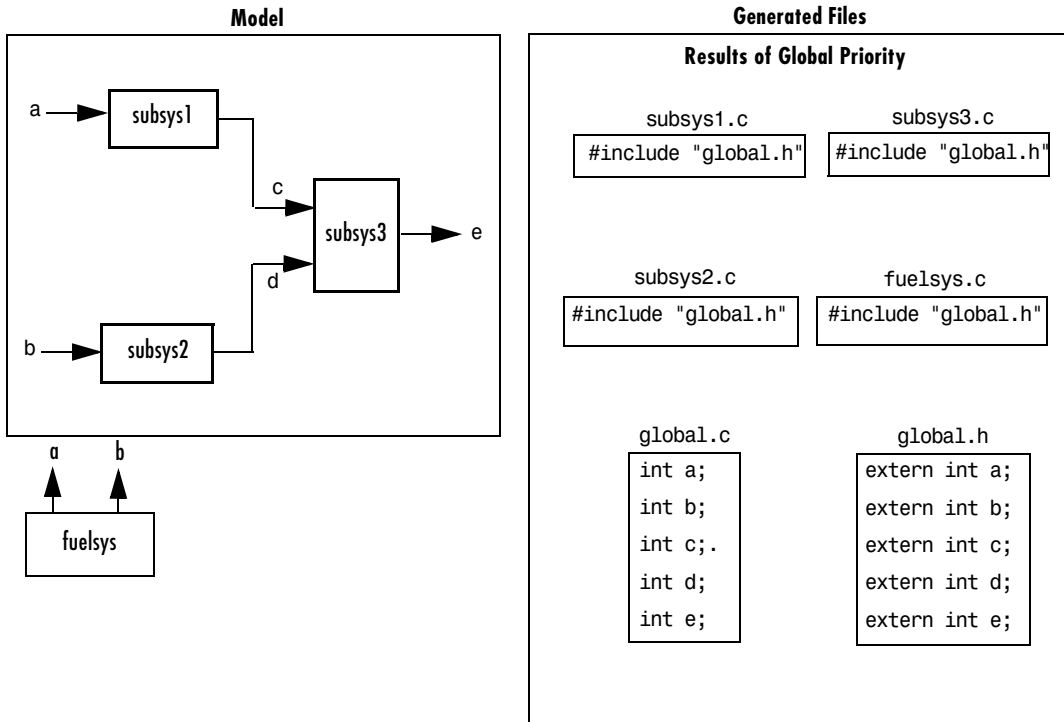 Model
a
subsys1
c
subsys3
e
d
b
subsys2
a b
fuelsys
Generated Files
Results of Global Priority
subsys1.c subsys3.c
#include "global.h" #include "global.h"
subsys2.c fuelsys.c
#include "global.h" #include "global.h"
global.c
int a;
int b;
int c;.
int d;
int e;
global.h
extern int a;
extern int b;
extern int c;
extern int d;
extern int e;